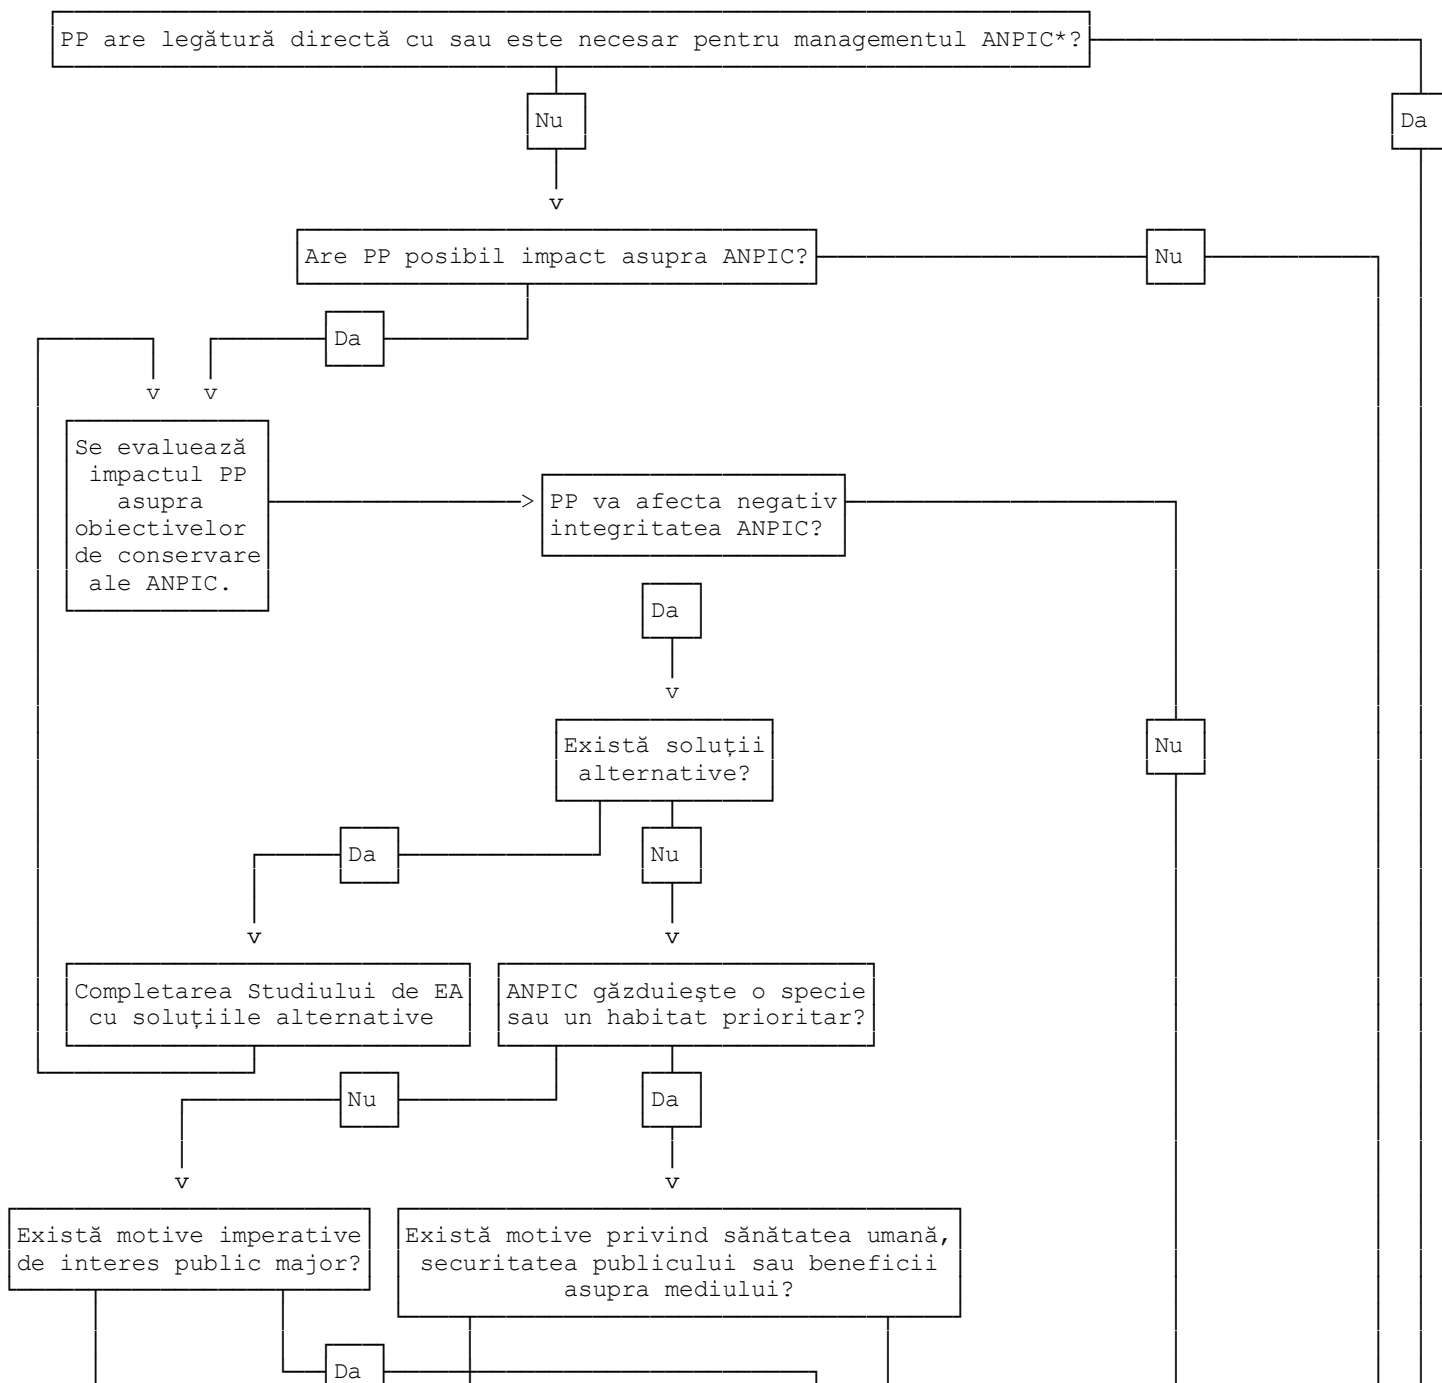 PP are legătură directă cu sau este necesar pentru managementul ANPIC*?
Nu
Da
v
Are PP posibil impact asupra ANPIC?
Nu
Da
v v
Se evaluează
impactul PP
asupra
obiectivelor
de conservare
ale ANPIC.
>
PP va afecta negativ
integritatea ANPIC?
Da
v
Există soluții
alternative?
Nu
Da
Nu
v
v
Completarea Studiului de EA
cu soluțiile alternative
ANPIC găzduieşte o specie
sau un habitat prioritar?
Nu
Da
v
v
Există motive imperative
de interes public major?
Există motive privind sănătatea umană,
securitatea publicului sau beneficii
asupra mediului?
Da